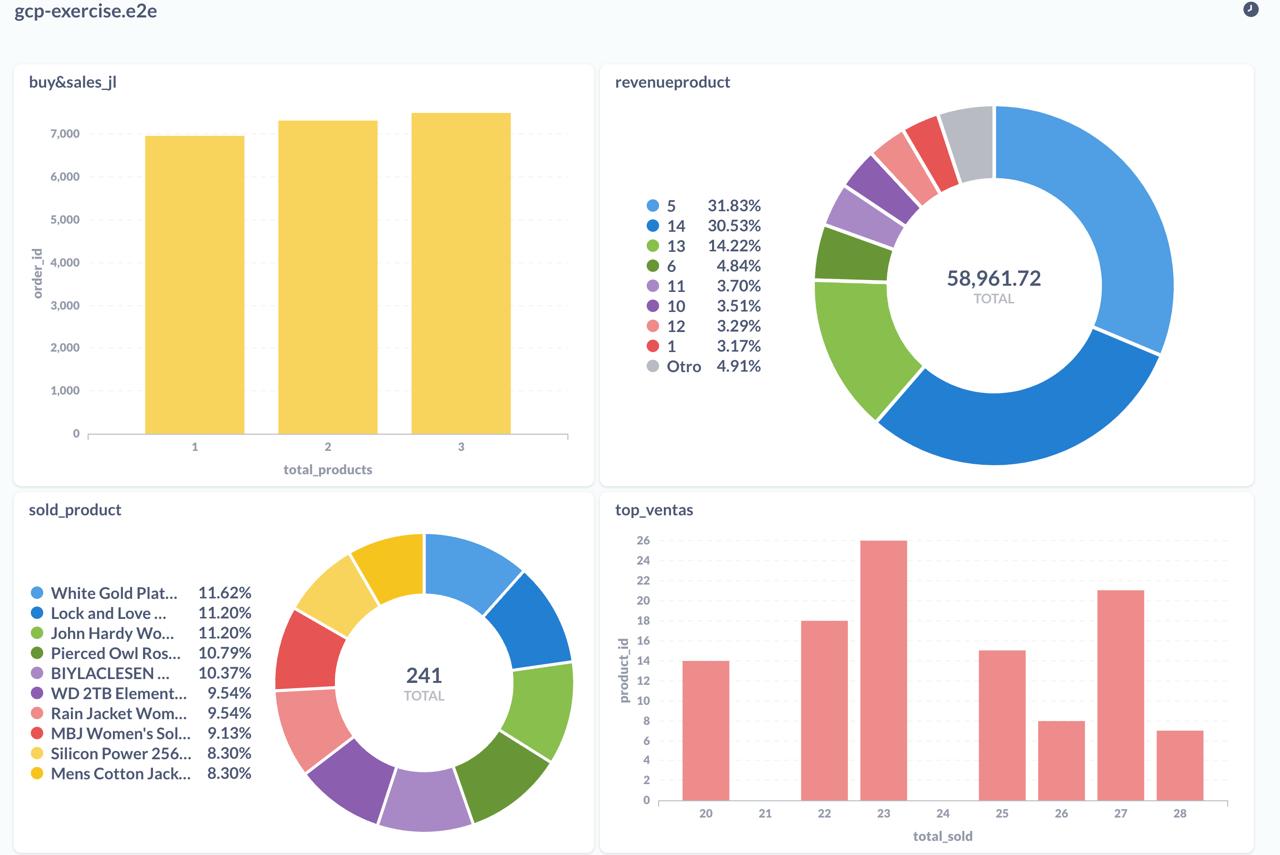 gcp-exercise.e2e
buy&sales_jl
7,000
6,000
5,000
4,000
3,000
2,000
1,000
0
order_id
1 2 3
total_products
revenueproduct
5 31.83%
14 30.53%
13 14.22%
6 4.84%
11 3.70%
10 3.51%
12 3.29%
1 3.17%
Otro 4.91%
58,961.72
TOTAL
sold_product
White Gold Plat... 11.62%
Lock and Love ... 11.20%
John Hardy Wo... 11.20%
Pierced Owl Ros... 10.79%
BIYLACLESEN ... 10.37%
WD 2TB Element... 9.54%
Rain Jacket Wom... 9.54%
MBJ Women's Sol... 9.13%
Silicon Power 256... 8.30%
Mens Cotton Jack... 8.30%
241
TOTAL
top_ventas
26
24
22
20
18
16
14
12
10
8
6
4
2
0
product_id
20 21 22 23 24 25 26 27 28
total_sold